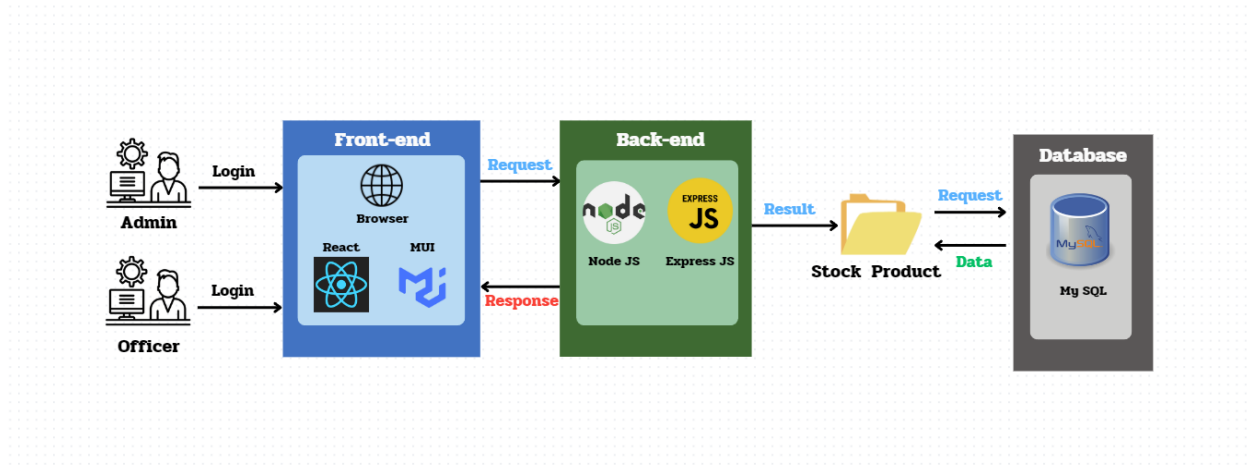 Front-end
Back-end
Database
Login
Request
Request
Browser
node
JS
EXPRESS
JS
Result
Admin
React
MUI
Node JS
Express JS
Stock Product
Data
MySQL
My SQL
Login
Response
Officer